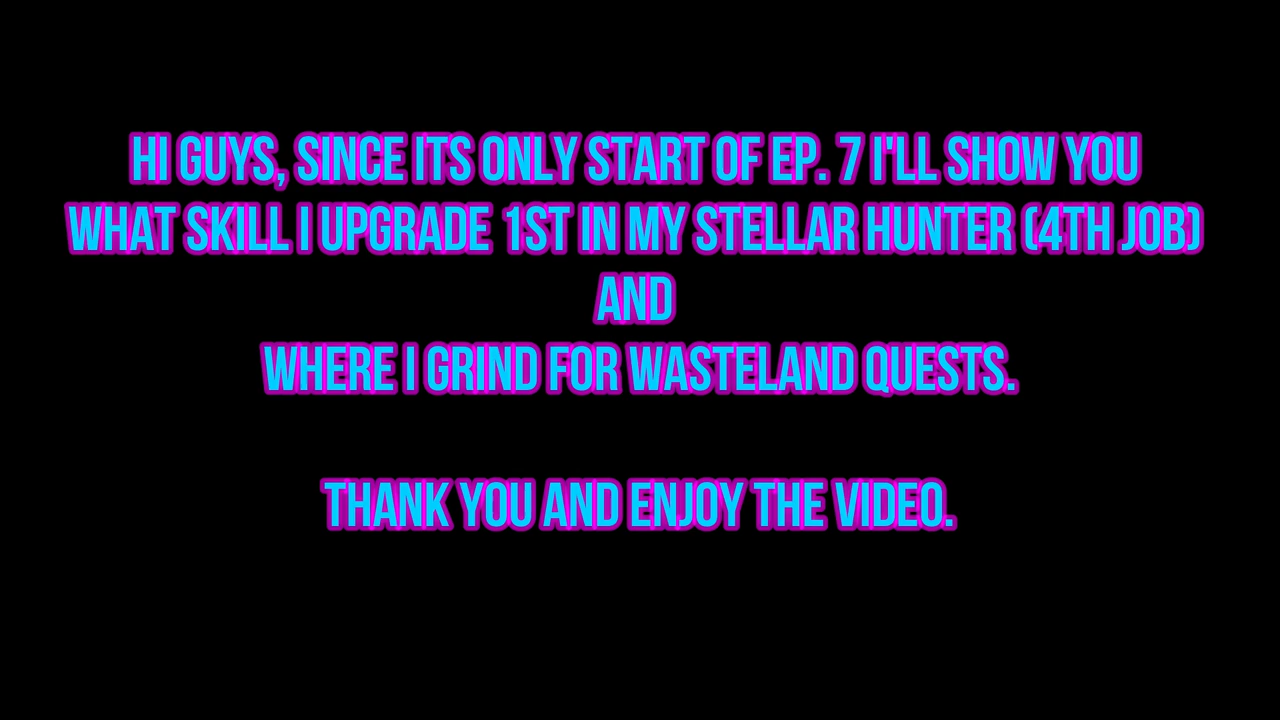 HI GUYS, SINCE ITS ONLY START OF EP. 7 I'LL SHOW YOU
WHAT SKILL I UPGRADE 1ST IN MY STELLAR HUNTER (4TH JOB)
AND
WHERE I GRIND FOR WASTELAND QUESTS.
THANK YOU AND ENJOY THE VIDEO.